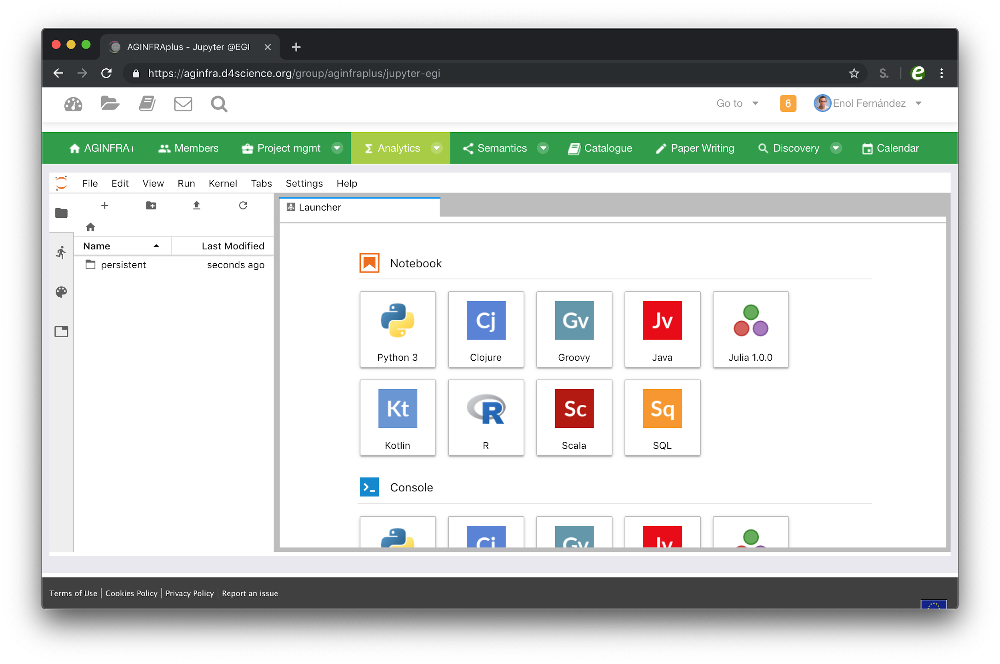 AGINFRAplus - Jupyter @EGI
https://aginfra.d4science.org/group/aginfraplus/jupyter-egi
S. e
Go to 6 Enol Fernández
AGINFRA+ Members Project mgmt Analytics Semantics Catalogue Paper Writing Discovery Calendar
File Edit View Run Kernel Tabs Settings Help
Launcher
Name Last Modified
persistent seconds ago
Notebook
Cj Gv Jv
Python 3 Clojure Groovy Java Julia 1.0.0
Kt R Sc Sq
Kotlin R Scala SQL
Console
Cj Gv Jv
Terms of Use | Cookies Policy | Privacy Policy | Report an issue